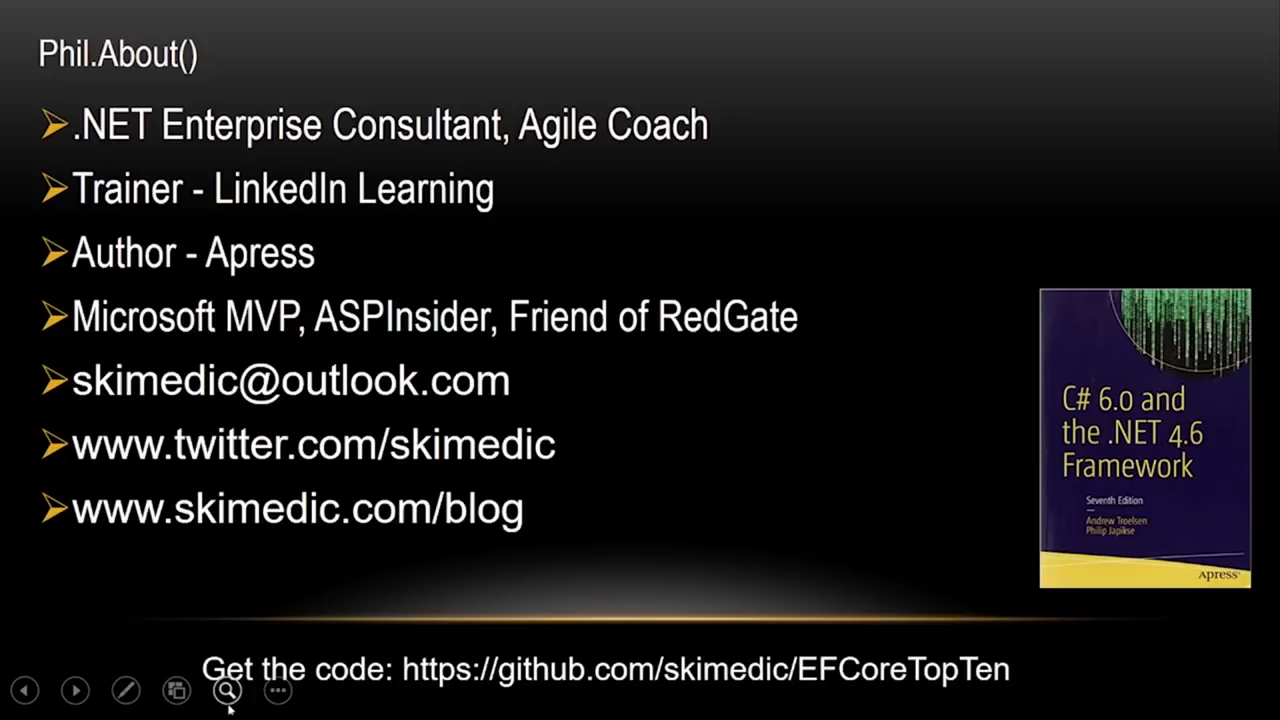 Phil.About()
.NET Enterprise Consultant, Agile Coach
Trainer - LinkedIn Learning
Author - Apress
Microsoft MVP, ASPInsider, Friend of RedGate
skimedic@outlook.com
www.twitter.com/skimedic
www.skimedic.com/blog
C# 6.0 and
the .NET 4.6
Framework
Seventh Edition
Andrew Troelsen
Philip Japikse
Apress®
Get the code: https://github.com/skimedic/EFCoreTopTen